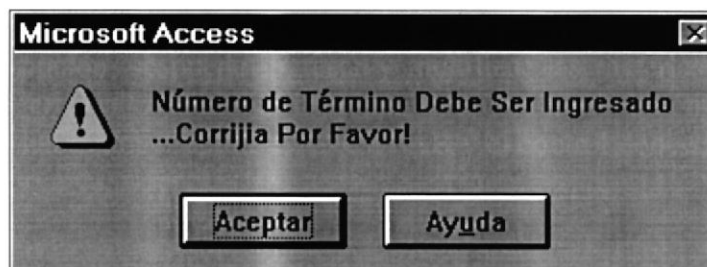 Microsoft Access
Número de Término Debe Ser Ingresado
...Corrijia Por Favor!
Aceptar
Ayuda